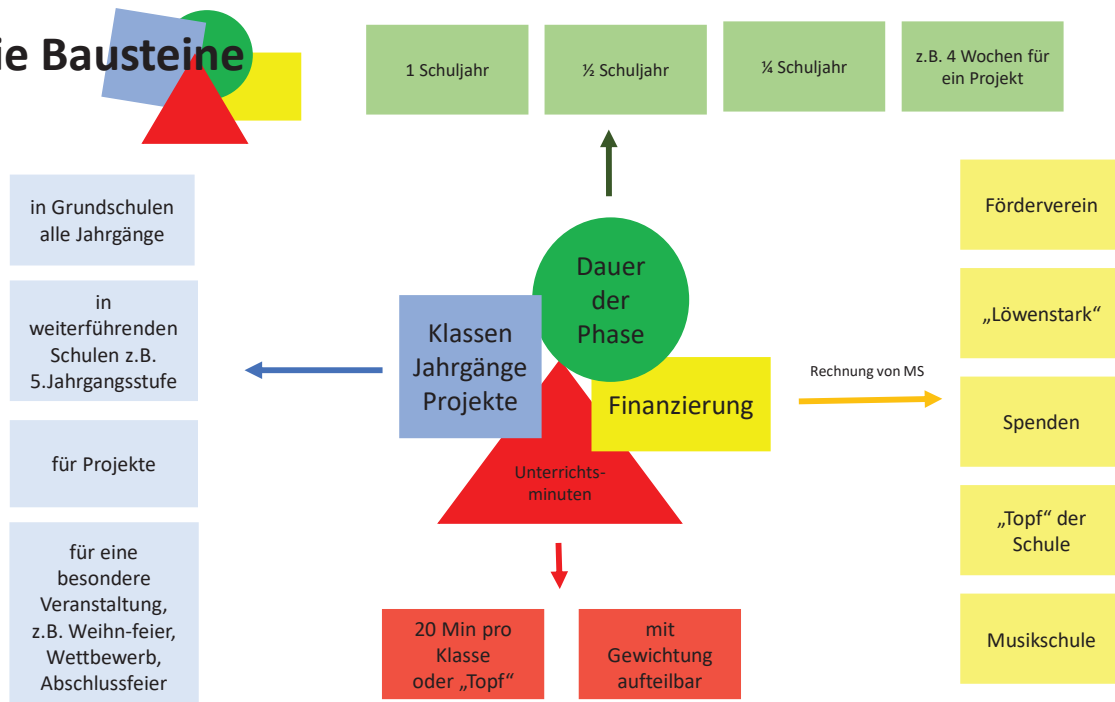 ie Bausteine
1 Schuljahr
½ Schuljahr
¼ Schuljahr
z.B. 4 Wochen für
ein Projekt
in Grundschulen
alle Jahrgänge
in
weiterführenden
Schulen z.B.
5.Jahrgangsstufe
für Projekte
für eine
besondere
Veranstaltung,
z.B. Weihn-feier,
Wettbewerb,
Abschlussfeier
Dauer
der
Phase
Klassen
Jahrgänge
Projekte
Finanzierung
Unterrichts-
minuten
Rechnung von MS
20 Min pro
Klasse
oder „Topf“
mit
Gewichtung
aufteilbar
Förderverein
„Löwenstark“
Spenden
„Topf“ der
Schule
Musikschule